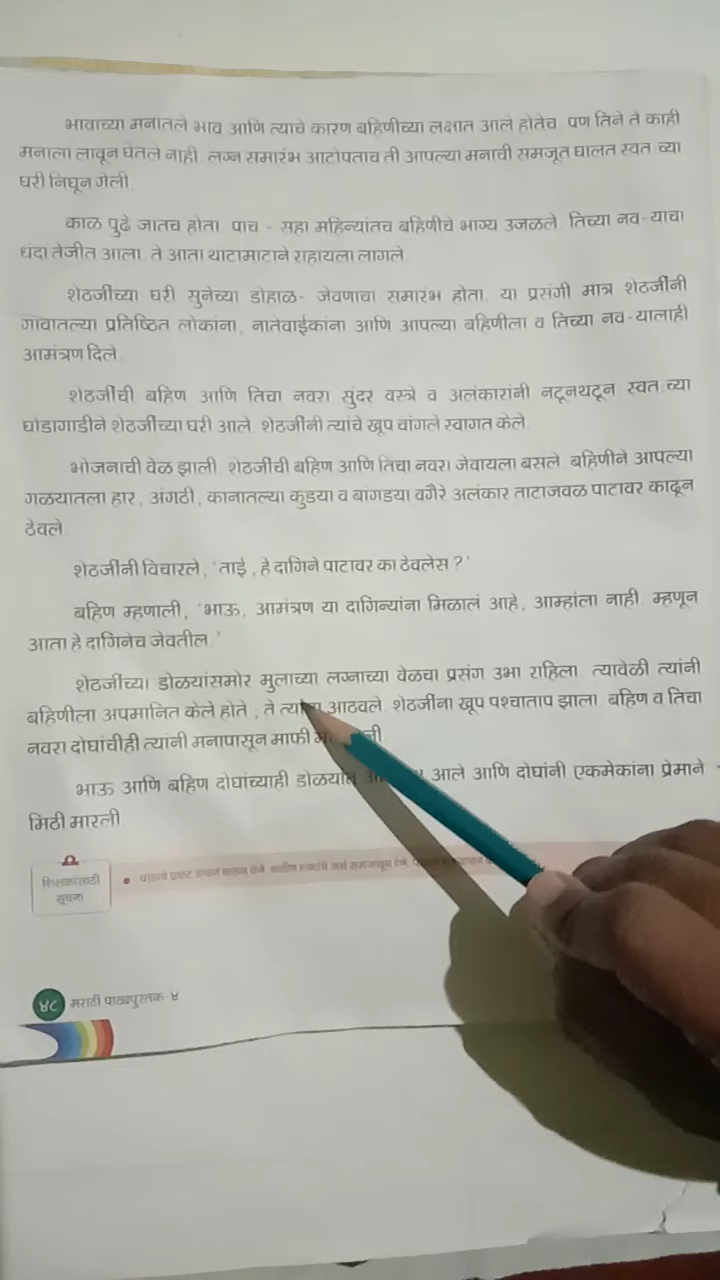 भावाच्या मनातले भाव आणि त्याचे कारण बहिणीच्या लक्षात आले होतेच पण तिने ते काही
मनाला लावून घेतले नाही लग्न समारंभ आटोपताच ती आपल्या मनाची समजूत घालत स्वत च्या
घरी निघून गेली
काळ पुढे जातच होता पाच - सहा महिन्यांतच बहिणीचे भाग्य उजळले तिच्या नव-याचा
धंदा तेजीत आला ते आता थाटामाटाने राहायला लागले
शेठजींच्या घरी सुनेच्या डोहाळ- जेवणाचा समारंभ होता या प्रसंगी मात्र शेठजींनी
गावातल्या प्रतिष्ठित लोकांना, नातेवाईकांना आणि आपल्या बहिणीला व तिच्या नव-यालाही
आमंत्रण दिले
शेठजींची बहिण आणि तिचा नवरा सुंदर वस्त्रे व अलंकारांनी नटूनथटून स्वत च्या
घोडागाडीने शेठजींच्या घरी आले शेठजींनी त्यांचे खूप चांगले स्वागत केले
भोजनाची वेळ झाली शेठजींची बहिण आणि तिचा नवरा जेवायला बसले बहिणीने आपल्या
गळयातला हार, अंगठी, कानातल्या कुडया व बांगडया वगैरे अलंकार ताटाजवळ पाटावर काढून
ठेवले
शेठजींनी विचारले, 'ताई, हे दागिने पाटावर का ठेवलेस ?'
बहिण म्हणाली, 'भाऊ, आमंत्रण या दागिन्यांना मिळालं आहे, आम्हांला नाही म्हणून
आता हे दागिनेच जेवतील '
शेठजींच्या डोळयांसमोर मुलाच्या लग्नाच्या वेळचा प्रसंग उभा राहिला त्यावेळी त्यांनी
बहिणीला अपमानित केले होते, ते आठवले शेठजींना खूप पश्चाताप झाला बहिण व तिचा
नवरा दोघांचीही त्यांनी मनापासून माफी
भाऊ आणि बहिण दोघांच्याही डोळयांत आले आणि दोघांनी एकमेकांना प्रेमाने
मिठी मारली
शिक्षकांसाठी
सूचना
४८ मराठी पाठ्यपुस्तक-४